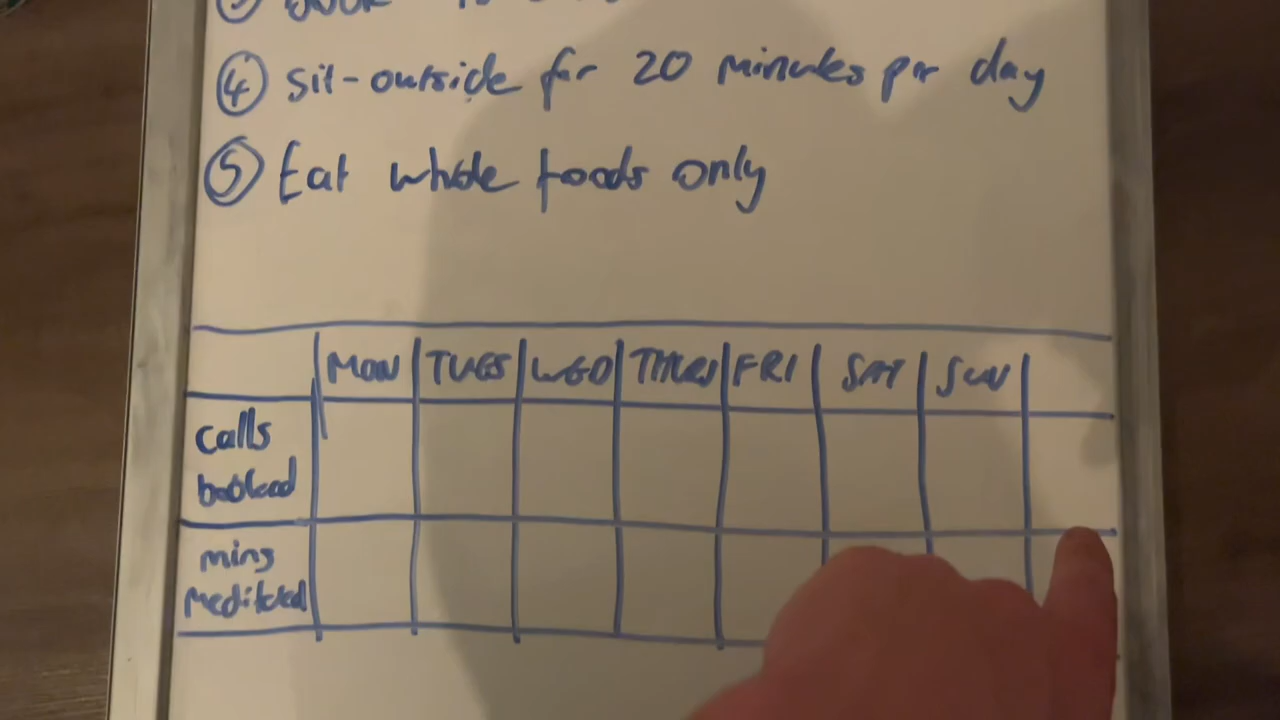 ④ sit-outside for 20 minutes per day
⑤ Eat whole foods only
MON TUES WED THURS FRI SAT SUN
calls
booked
mins
meditated